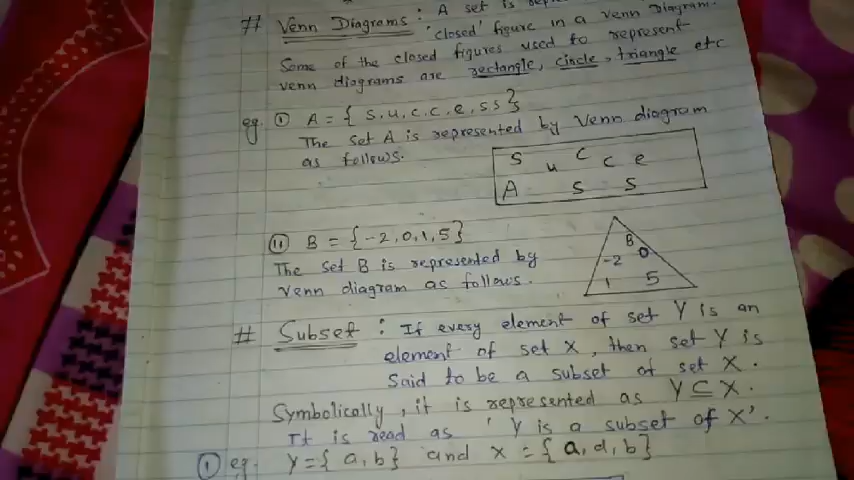 # Venn Diagrams : A set is
'closed' figure in a venn Diagram.
Some of the closed figures used to represent
venn diagrams are rectangle, circle, triangle etc
eg. (i) A = { s, u, c, c, e, s s }
The set A is represented by Venn diagram
as follows.
s u c c e
A s s
(ii) B = {-2, 0, 1, 5}
The set B is represented by
venn diagram as follows.
B
-2 0
1 5
# Subset : If every element of set Y is an
element of set X, then set Y is
Said to be a subset of set X.
Symbolically, it is represented as Y ⊆ X.
It is read as 'Y is a subset of X'.
(1) eg. Y = { a, b } and X = { a, d, b }